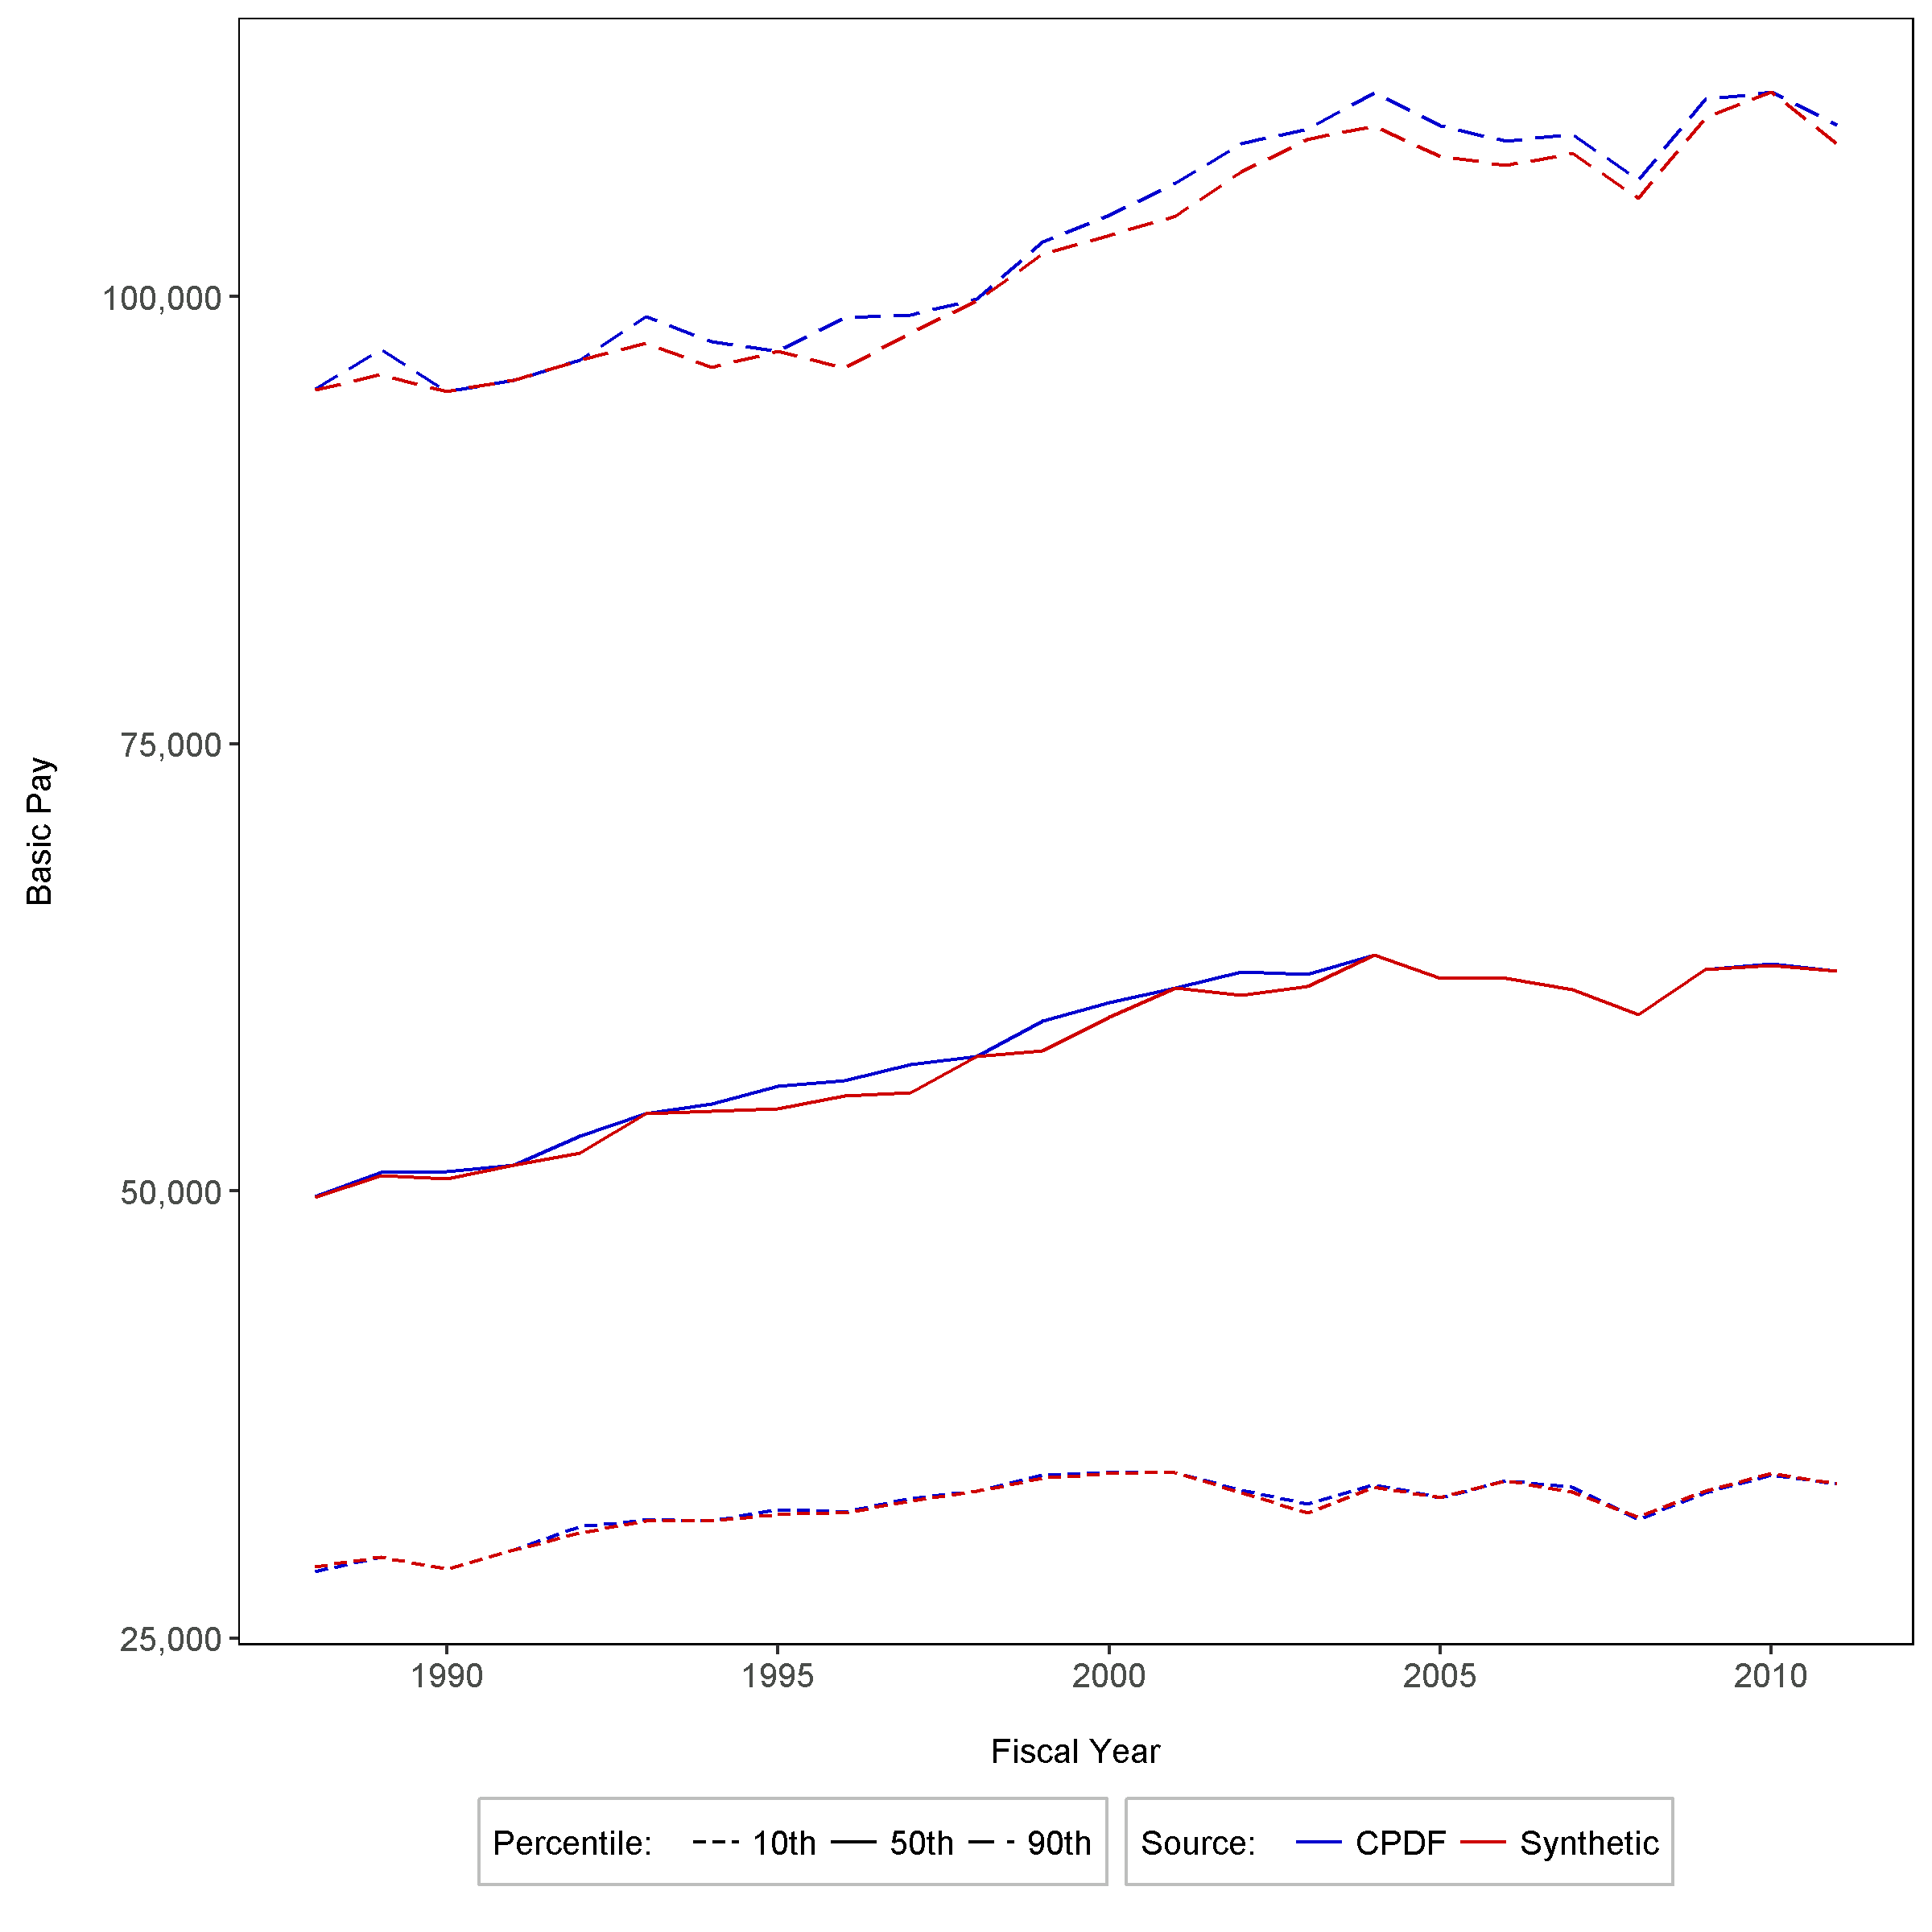 100,000
75,000
50,000
25,000
Basic Pay
1990 1995 2000 2005 2010
Fiscal Year
Percentile: 10th 50th 90th
Source: CPDF Synthetic